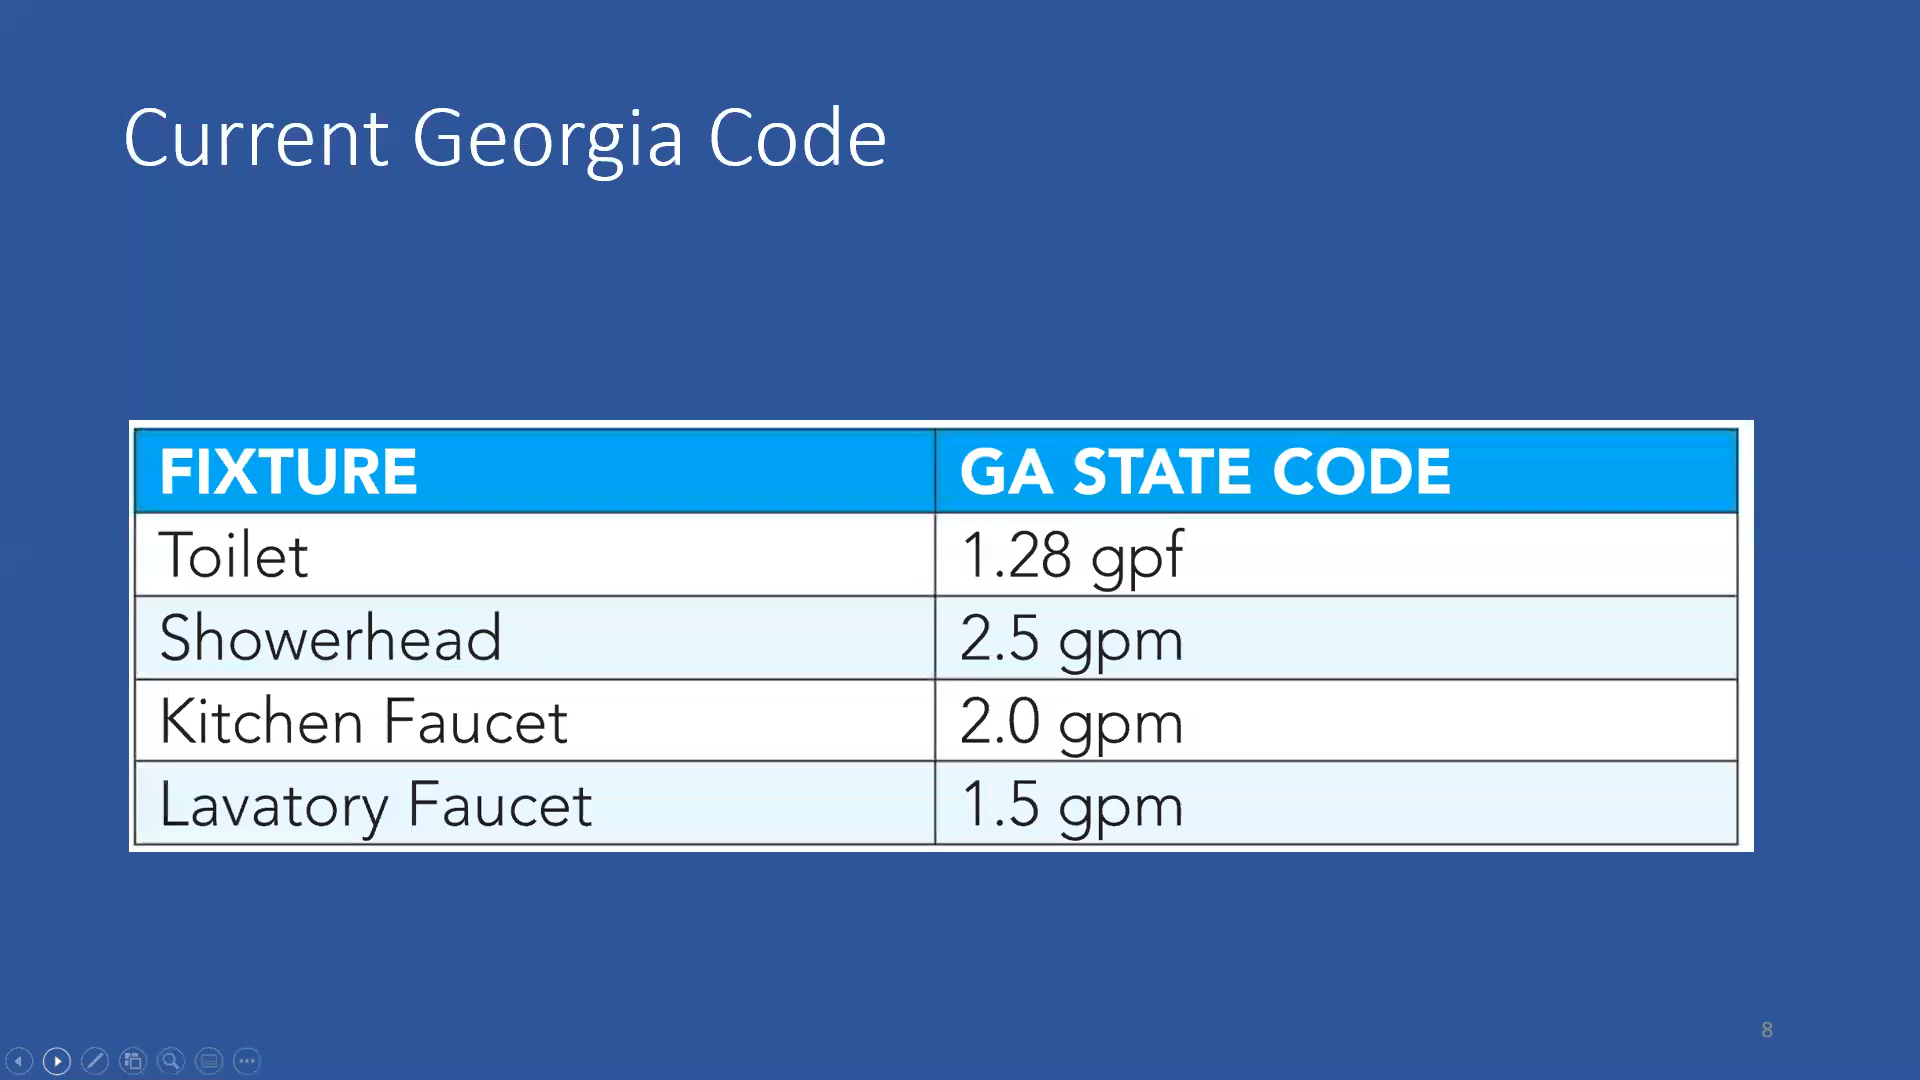 Current Georgia Code
FIXTURE GA STATE CODE
Toilet 1.28 gpf
Showerhead 2.5 gpm
Kitchen Faucet 2.0 gpm
Lavatory Faucet 1.5 gpm
8